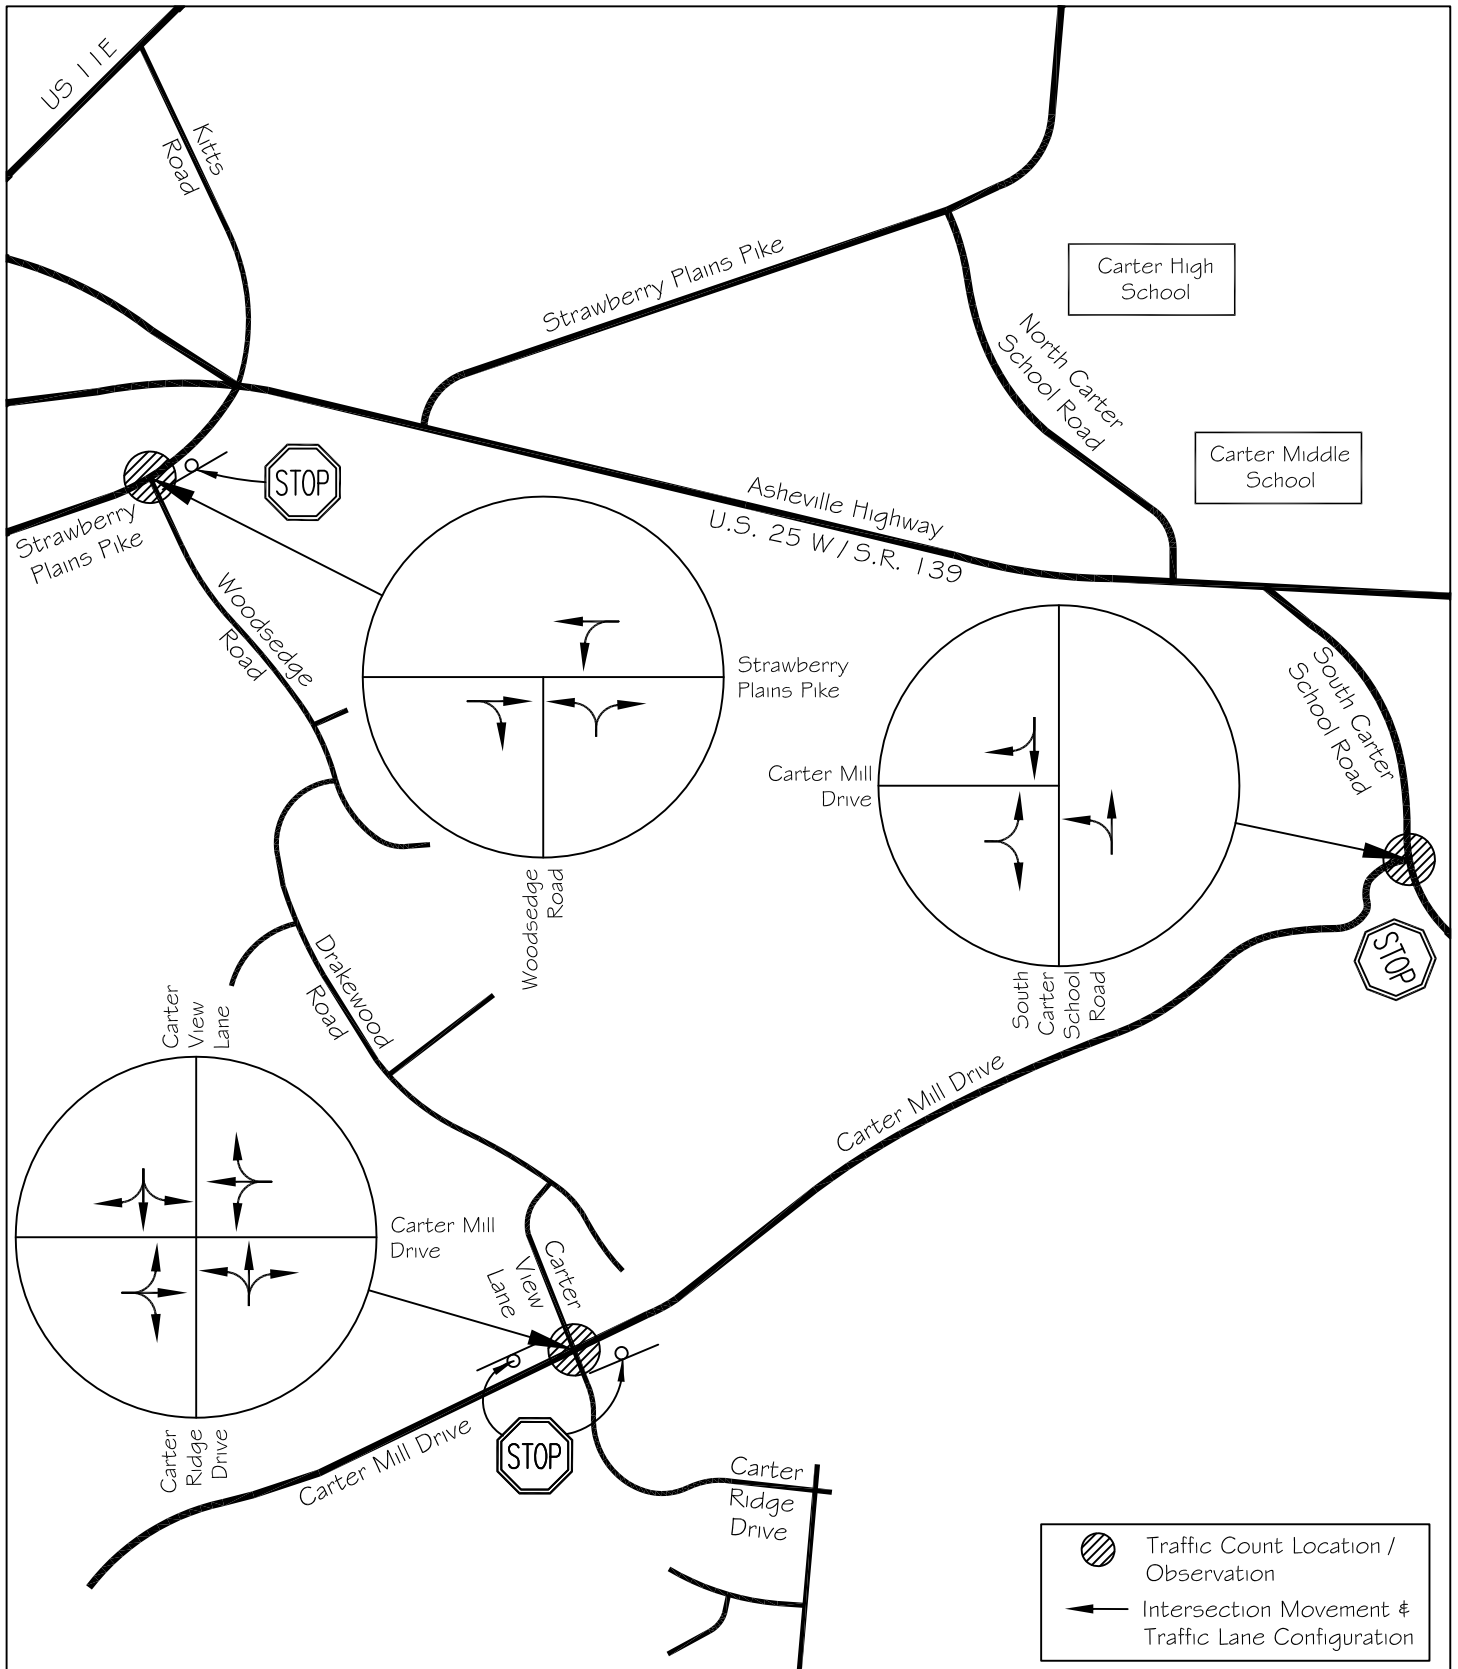 US 11E
Kitts
Road
Strawberry Plains Pike
Carter High
School
North Carter
School Road
Carter Middle
School
STOP
Strawberry
Plains Pike
Asheville Highway
U.S. 25 W / S.R. 139
Woodsedge
Road
Strawberry
Plains Pike
South Carter
School Road
Carter Mill
Drive
Woodsedge
Road
Drakewood
Road
South
Carter
School
Road
STOP
Carter
View
Lane
Carter Mill Drive
Carter Mill
Drive
Carter
View
Lane
Carter
Ridge
Drive
Carter Mill Drive
STOP
Carter
Ridge
Drive
Traffic Count Location /
Observation
Intersection Movement &
Traffic Lane Configuration